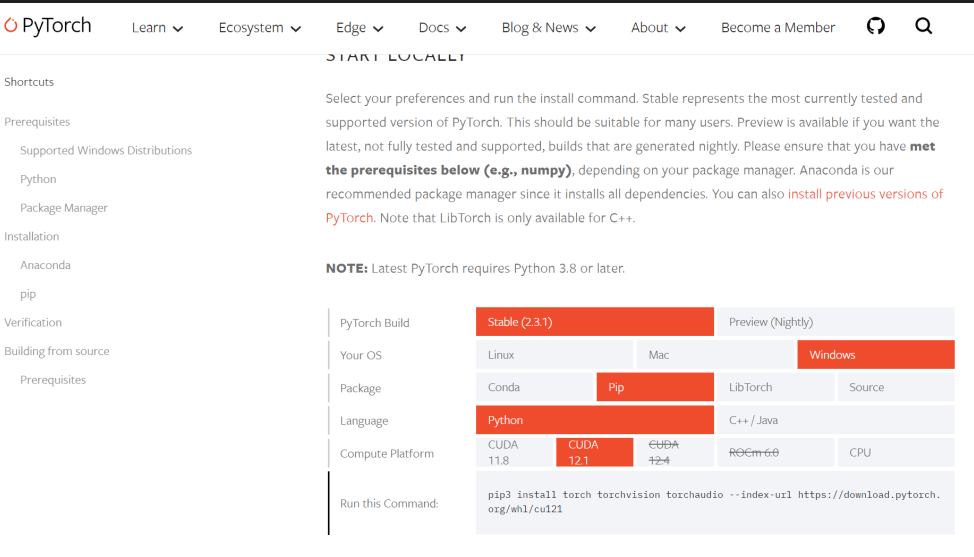 PyTorch
Learn
Ecosystem
Edge
Docs
Blog & News
About
Become a Member
Shortcuts
Prerequisites
Supported Windows Distributions
Python
Package Manager
Installation
Anaconda
pip
Verification
Building from source
Prerequisites
START LOCALLY
Select your preferences and run the install command. Stable represents the most currently tested and
supported version of PyTorch. This should be suitable for many users. Preview is available if you want the
latest, not fully tested and supported, builds that are generated nightly. Please ensure that you have met
the prerequisites below (e.g., numpy), depending on your package manager. Anaconda is our
recommended package manager since it installs all dependencies. You can also install previous versions of
PyTorch. Note that LibTorch is only available for C++.
NOTE: Latest PyTorch requires Python 3.8 or later.
PyTorch Build
Stable (2.3.1)
Preview (Nightly)
Your OS
Linux
Mac
Windows
Package
Conda
Pip
LibTorch
Source
Language
Python
C++ / Java
Compute Platform
CUDA
11.8
CUDA
12.1
CUDA
12.4
ROCm 6.0
CPU
Run this Command:
pip3 install torch torchvision torchaudio --index-url https://download.pytorch.
org/whl/cu121